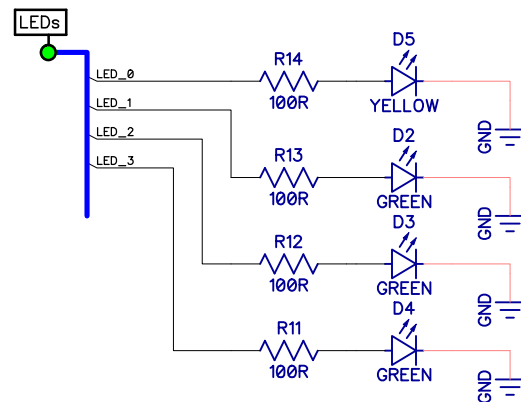 LEDs
LED_0
LED_1
LED_2
LED_3
R14
100R
D5
YELLOW
GND
R13
100R
D2
GREEN
GND
R12
100R
D3
GREEN
GND
R11
100R
D4
GREEN
GND